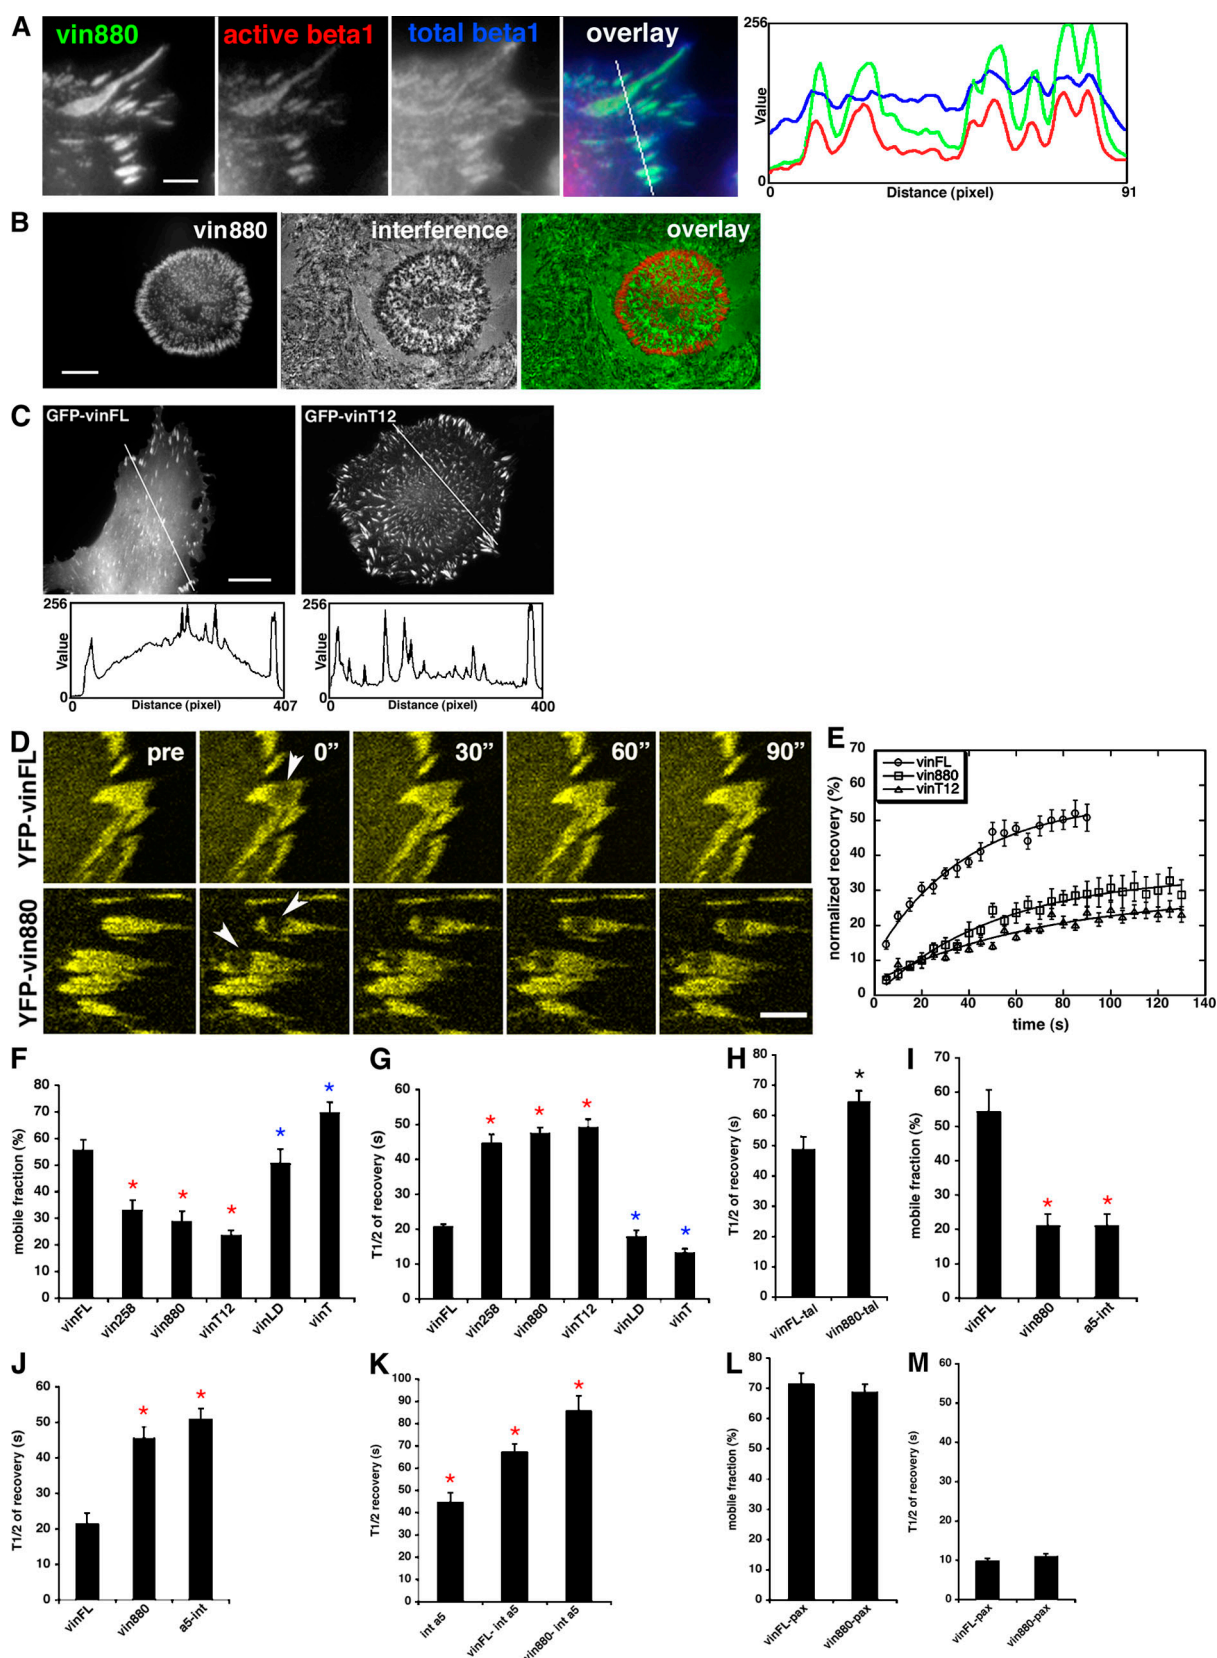 A
vin880
active beta1
total beta1
overlay
256
Value
0
0
Distance (pixel)
91
B
vin880
interference
overlay
C
GFP-vinFL
GFP-vinT12
256
Value
0
0
Distance (pixel)
407
256
Value
0
0
Distance (pixel)
400
D
YFP-vinFL
pre
0”
30”
60”
90”
YFP-vin880
E
vinFL
vin880
vinT12
normalized recovery (%)
70
60
50
40
30
20
10
0
0 20 40 60 80 100 120 140
time (s)
F
mobile fraction (%)
80
70
60
50
40
30
20
10
0
* * * * *
vinFL vin258 vin880 vinT12 vinLD vinT
G
T1/2 of recovery (s)
60
50
40
30
20
10
0
* * * * *
vinFL vin258 vin880 vinT12 vinLD vinT
H
T1/2 of recovery (s)
80
70
60
50
40
30
20
10
0
*
vinFL-tal vin880-tal
I
mobile fraction (%)
70
60
50
40
30
20
10
0
* *
vinFL vin880 a5-int
J
T1/2 of recovery (s)
60
50
40
30
20
10
0
* *
vinFL vin880 a5-int
K
T1/2 recovery (s)
100
90
80
70
60
50
40
30
20
10
0
* * *
int a5 vinFL- int a5 vin880- int a5
L
mobile fraction (%)
80
70
60
50
40
30
20
10
0
vinFL-pax vin880-pax
M
T1/2 of recovery (s)
60
50
40
30
20
10
0
vinFL-pax vin880-pax